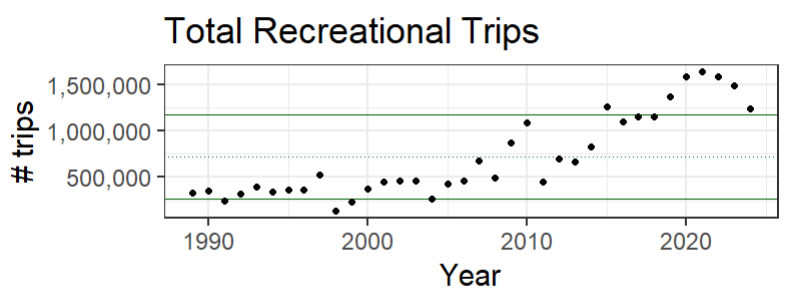 Total Recreational Trips
1,500,000
1,000,000
500,000
# trips
1990 2000 2010 2020
Year